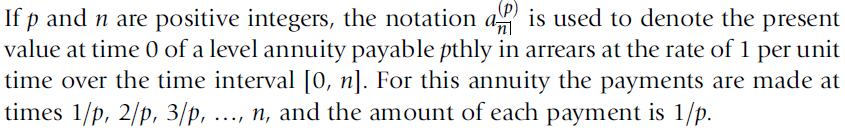 If p and n are positive integers, the notation a_{\overline{n}|}^{(p)} is used to denote the present
value at time 0 of a level annuity payable pthly in arrears at the rate of 1 per unit
time over the time interval [0, n]. For this annuity the payments are made at
times 1/p, 2/p, 3/p, ..., n, and the amount of each payment is 1/p.